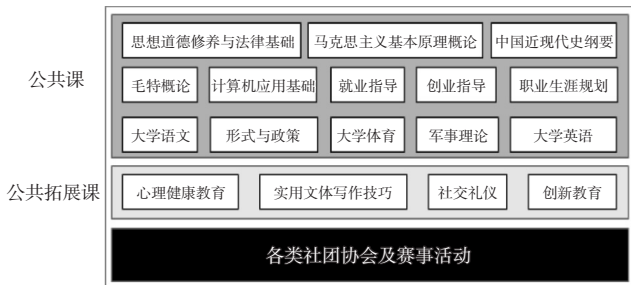 思想道德修养与法律基础 马克思主义基本原理概论 中国近现代史纲要
公共课
毛特概论 计算机应用基础 就业指导 创业指导 职业生涯规划
大学语文 形式与政策 大学体育 军事理论 大学英语
公共拓展课
心理健康教育 实用文体写作技巧 社交礼仪 创新教育
各类社团协会及赛事活动